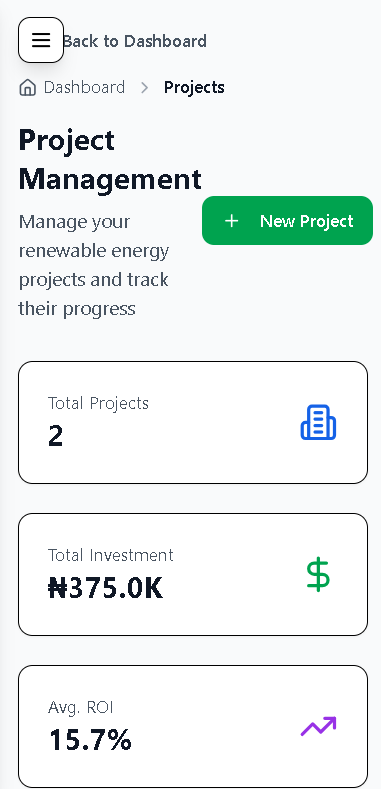 Back to Dashboard
Dashboard > Projects
Project
Management
Manage your
renewable energy
projects and track
their progress
+ New Project
Total Projects
2
Total Investment
₦375.0K
$
Avg. ROI
15.7%